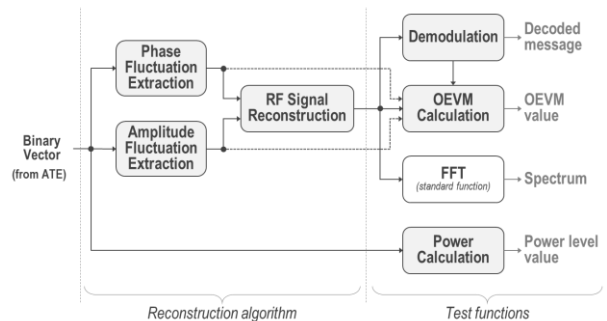 Phase
Fluctuation
Extraction
Amplitude
Fluctuation
Extraction
Binary
Vector
(from ATE)
RF Signal
Reconstruction
Demodulation
Decoded
message
OEVM
Calculation
OEVM
value
FFT
(standard function)
Spectrum
Power
Calculation
Power level
value
Reconstruction algorithm
Test functions